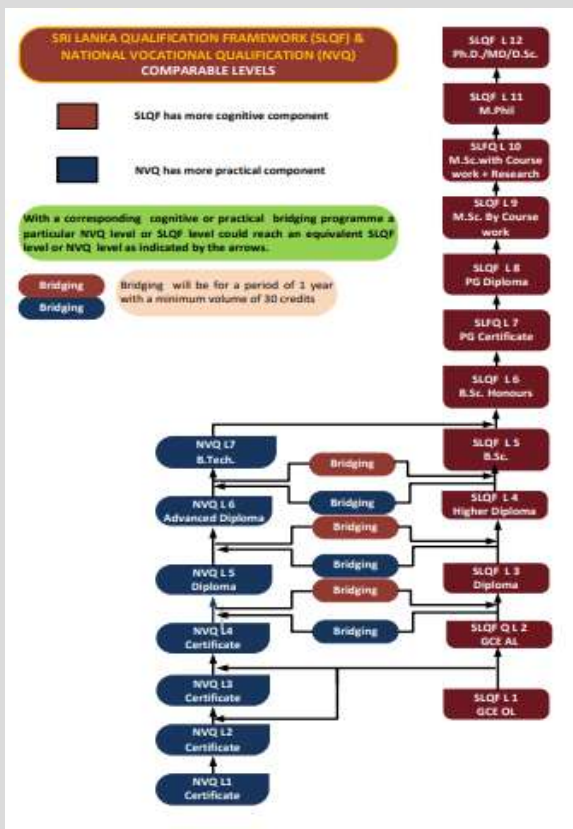 SRI LANKA QUALIFICATION FRAMEWORK (SLQF) &
NATIONAL VOCATIONAL QUALIFICATION (NVQ)
COMPARABLE LEVELS
SLQF has more cognitive component
NVQ has more practical component
With a corresponding cognitive or practical bridging programme a
particular NVQ level or SLQF level could reach an equivalent SLQF
level or NVQ level as indicated by the arrows.
Bridging
Bridging
Bridging will be for a period of 1 year
with a minimum volume of 30 credits
SLQF L 12
Ph.D./MD/D.Sc.
SLQF L 11
M.Phil
SLFQ L 10
M.Sc.with Course
work + Research
SLQF L 9
M.Sc. By Course
work
SLQF L 8
PG Diploma
SLFQ L 7
PG Certificate
SLQF L 6
B.Sc. Honours
NVQ L7
B.Tech.
SLQF L 5
B.Sc.
Bridging
Bridging
NVQ L 6
Advanced Diploma
SLQF L 4
Higher Diploma
Bridging
Bridging
NVQ L 5
Diploma
SLQF L 3
Diploma
Bridging
Bridging
NVQ L4
Certificate
SLQF Q L 2
GCE AL
NVQ L3
Certificate
SLQF L 1
GCE OL
NVQ L2
Certificate
NVQ L1
Certificate